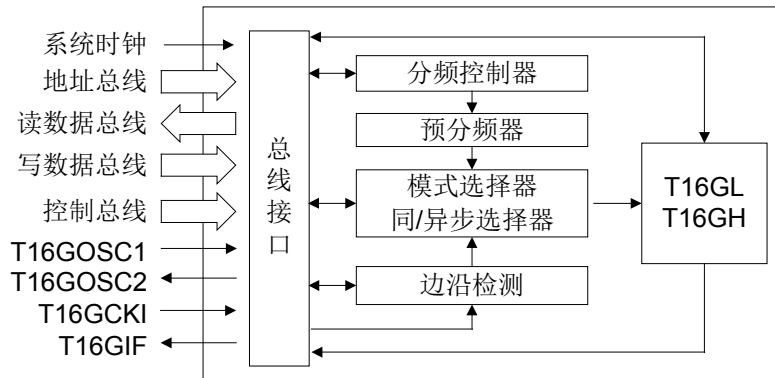 系统时钟
地址总线
读数据总线
写数据总线
控制总线
T16GOSC1
T16GOSC2
T16GCKI
T16GIF
总线接口
分频控制器
预分频器
模式选择器
同/异步选择器
边沿检测
T16GL
T16GH